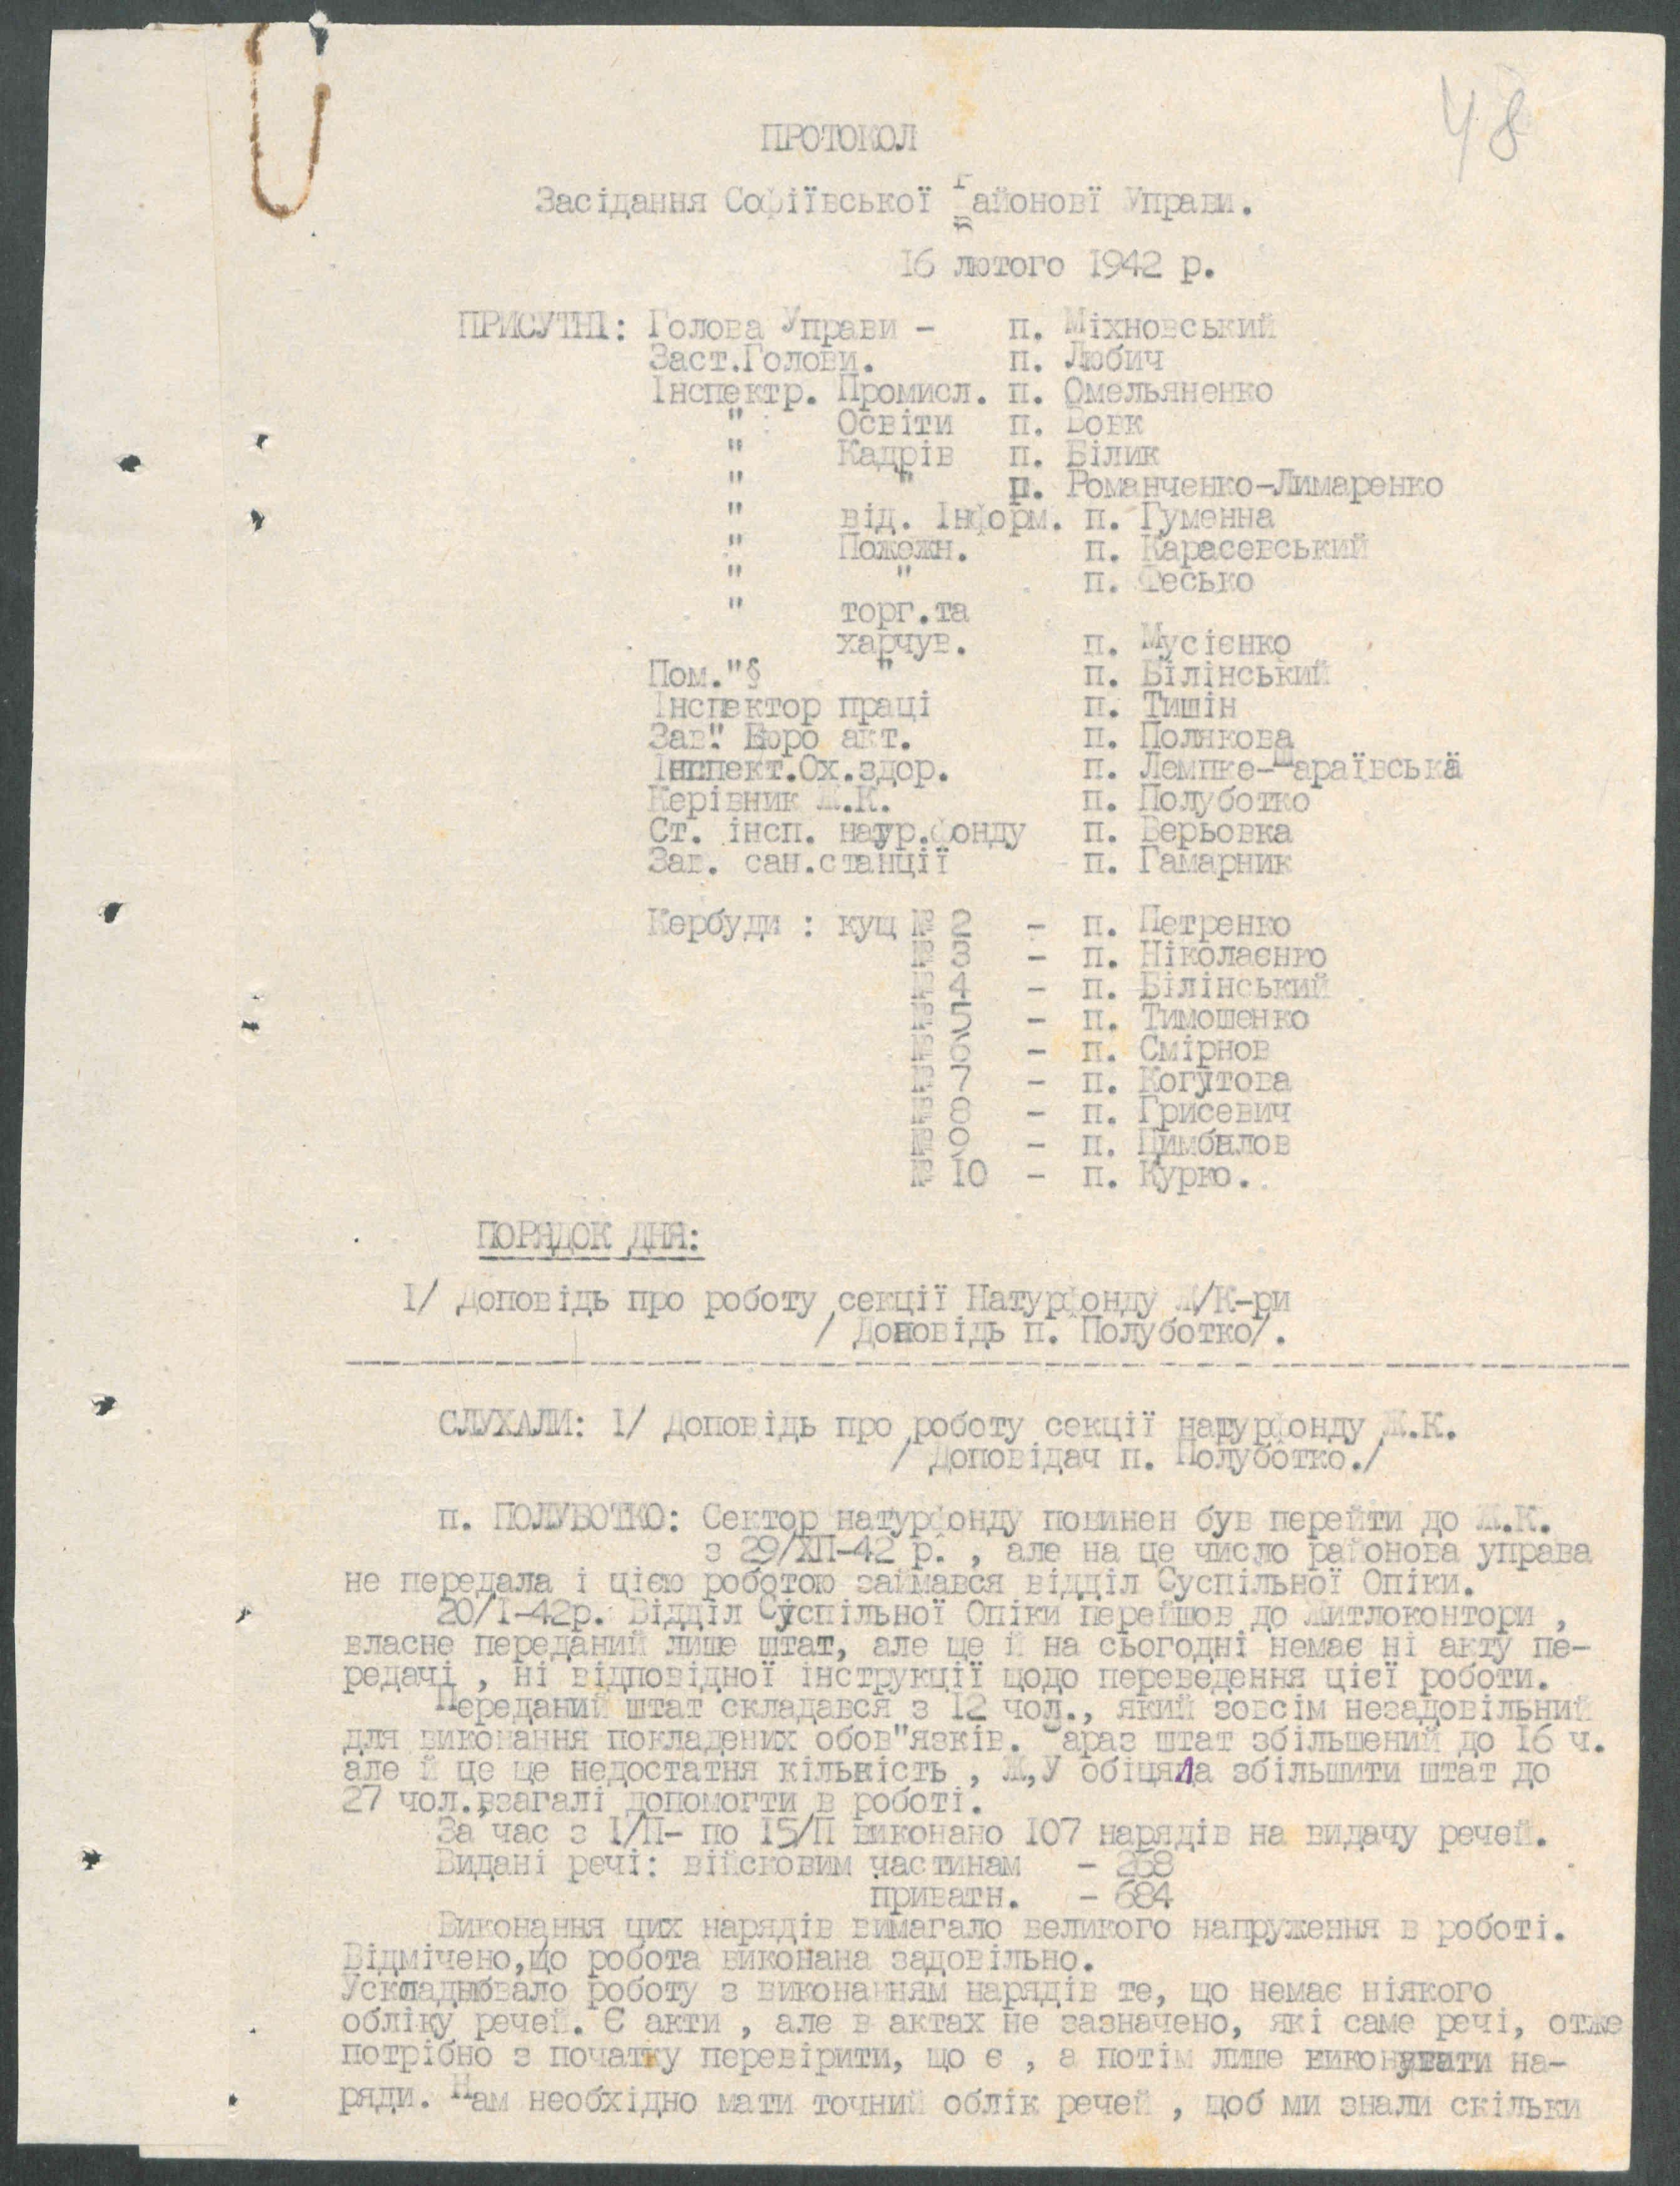 48
ПРОТОКОЛ
Засідання Софіївської Районові Управи.
16 лютого 1942 р.
ПРИСУТНІ: Голова Управи - п. Міхновський
Заст.Голови. п. Любич
Інспектр. Промисл. п. Омельяненко
" Освіти п. Вовк
" Кадрів п. Білик
" " п. Романченко-Лимаренко
" від. Інформ. п. Гуменна
" Пожежн. п. Карасевський
" " п. Фесько
" торг.та
харчув. п. Мусієнко
Пом."§ " п. Білінський
Інспектор праці п. Тишін
Зав". Бюро акт. п. Полякова
Інспект.Ох.здор. п. Лемпке-Шараївська
Керівник Ж.К. п. Полуботко
Ст. інсп. натур.фонду п. Верьовка
Зав. сан.станції п. Гамарник
Кербуди : кущ № 2 - п. Петренко
№ 3 - п. Ніколаєнко
№ 4 - п. Білінський
№ 5 - п. Тимошенко
№ 6 - п. Смірнов
№ 7 - п. Когутова
№ 8 - п. Грисевич
№ 9 - п. Цимбалов
№ 10 - п. Курко.
ПОРЯДОК ДНЯ:
1/ Доповідь про роботу секції Натурфонду Ж/К-ри
/ Доповідь п. Полуботко/.
СЛУХАЛИ: 1/ Доповідь про роботу секції натурфонду Ж.К.
/ Доповідач п. Полуботко./
п. ПОЛУБОТКО: Сектор натурфонду повинен був перейти до Ж.К.
з 29/ХП-42 р. , але на це число районова управа
не передала і цією роботою займався відділ Суспільної Опіки.
20/І-42р. Відділ Суспільної Опіки перейшов до Житлоконтори ,
власне переданий лише штат, але ще й на сьогодні немає ні акту пе-
редачі , ні відповідної інструкції щодо переведення цієї роботи.
Переданий штат складався з 12 чол., який зовсім незадовільний
для виконання покладених обов"язків. Зараз штат збільшений до 16 ч.
але й це ще недостатня кількість , Ж,У обіцяла збільшити штат до
27 чол.,взагалі допомогти в роботі.
За час з І/П- по 15/П виконано 107 нарядів на видачу речей.
Видані речі: військовим частинам - 268
приватн. - 684
Виконання цих нарядів вимагало великого напруження в роботі.
Відмічено,що робота виконана задовільно.
Ускладнювало роботу з виконанням нарядів те, що немає ніякого
обліку речей. Є акти , але в актах не зазначено, які саме речі, отже
потрібно з початку перевірити, що є , а потім лише виконувати на-
ряди. Нам необхідно мати точний облік речей , щоб ми знали скільки